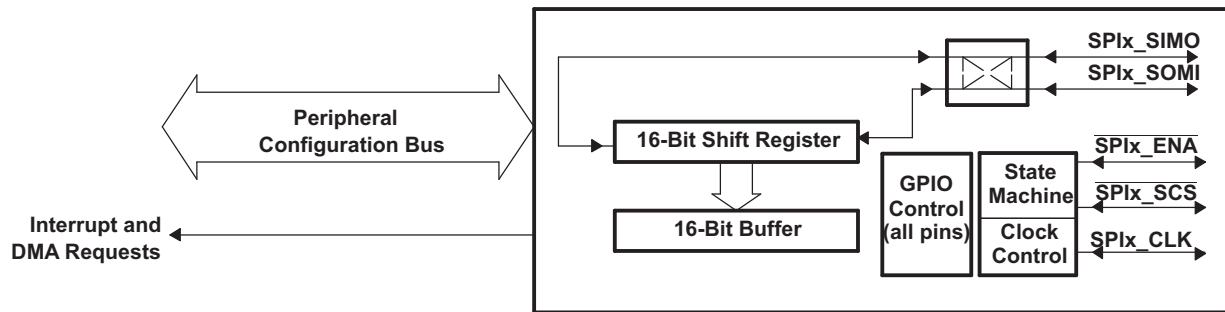 SPIx_SIMO
SPIx_SOMI
Peripheral
Configuration Bus
16-Bit Shift Register
SPIx_ENA
GPIO
Control
(all pins)
State
Machine
SPIx_SCS
Interrupt and
DMA Requests
16-Bit Buffer
Clock
Control
SPIx_CLK